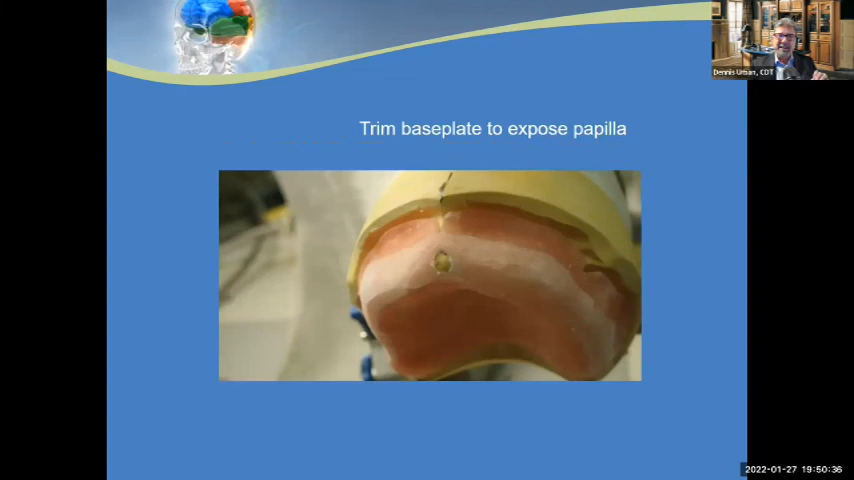 Dennis Urban, CDT
Trim baseplate to expose papilla
2022-01-27 19:50:36